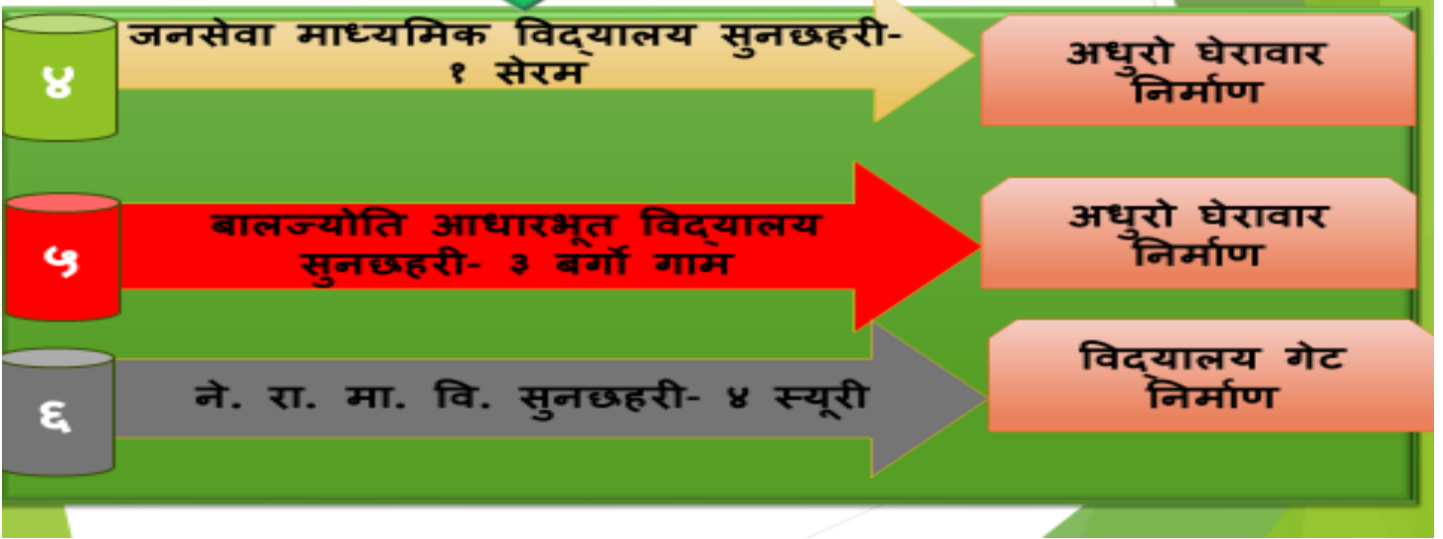 ४
जनसेवा माध्यमिक विद्यालय सुनछहरी-
१ सेरम
अधुरो घेरावार
निर्माण
५
बालज्योति आधारभूत विद्यालय
सुनछहरी- ३ बर्गो गाम
अधुरो घेरावार
निर्माण
६
ने. रा. मा. वि. सुनछहरी- ४ स्यूरी
विद्यालय गेट
निर्माण